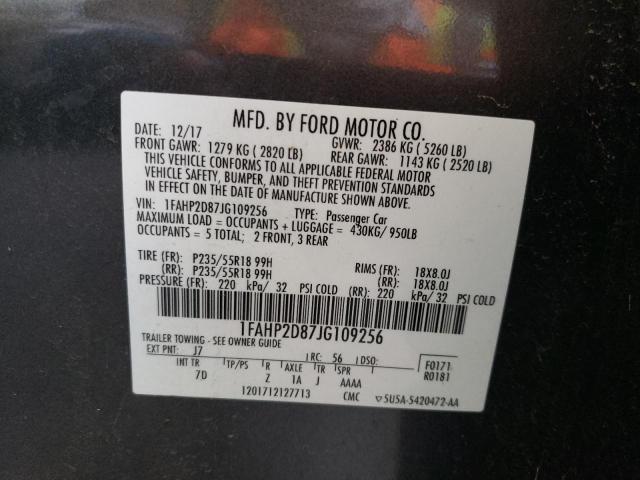 MFD. BY FORD MOTOR CO.
DATE: 12/17 GVWR: 2386 KG ( 5260 LB)
FRONT GAWR: 1279 KG ( 2820 LB) REAR GAWR: 1143 KG ( 2520 LB)
THIS VEHICLE CONFORMS TO ALL APPLICABLE FEDERAL MOTOR
VEHICLE SAFETY, BUMPER, AND THEFT PREVENTION STANDARDS
IN EFFECT ON THE DATE OF MANUFACTURE SHOWN ABOVE.
VIN: 1FAHP2D87JG109256 TYPE: Passenger Car
MAXIMUM LOAD = OCCUPANTS + LUGGAGE = 430KG/ 950LB
OCCUPANTS = 5 TOTAL; 2 FRONT, 3 REAR
TIRE (FR): P235/55R18 99H RIMS (FR): 18X8.0J
(RR): P235/55R18 99H (RR): 18X8.0J
PRESSURE (FR): 220 kPa/ 32 PSI COLD (RR): 220 kPa/ 32 PSI COLD
1FAHP2D87JG109256
TRAILER TOWING - SEE OWNER GUIDE
EXT PNT: J7 RC: 56 DSO: F0171
R0181
INT TR TP/PS R AXLE TR SPR
7D Z 1A J AAAA
1201712127713 CMC 5U5A-5420472-AA